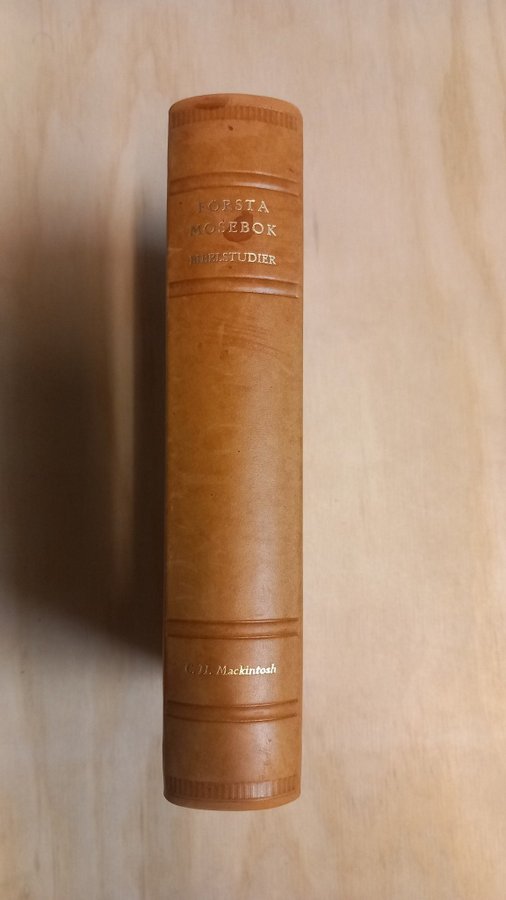 FÖRSTA
MOSEBOK
BIBELSTUDIER
C. H. Mackintosh